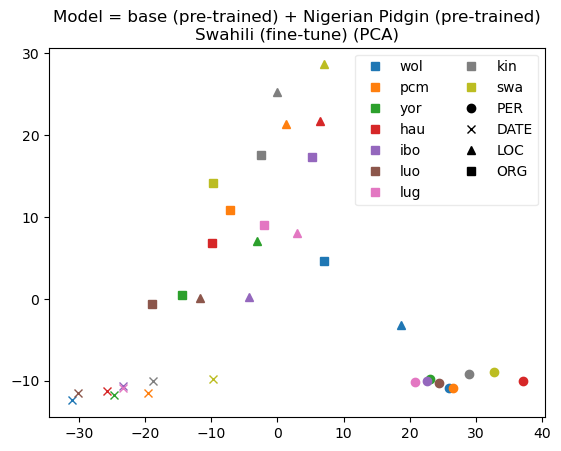 Model = base (pre-trained) + Nigerian Pidgin (pre-trained)
Swahili (fine-tune) (PCA)
30
20
10
0
−10
−30
−20
−10
0
10
20
30
40
wol
pcm
yor
hau
ibo
luo
lug
kin
swa
PER
DATE
LOC
ORG